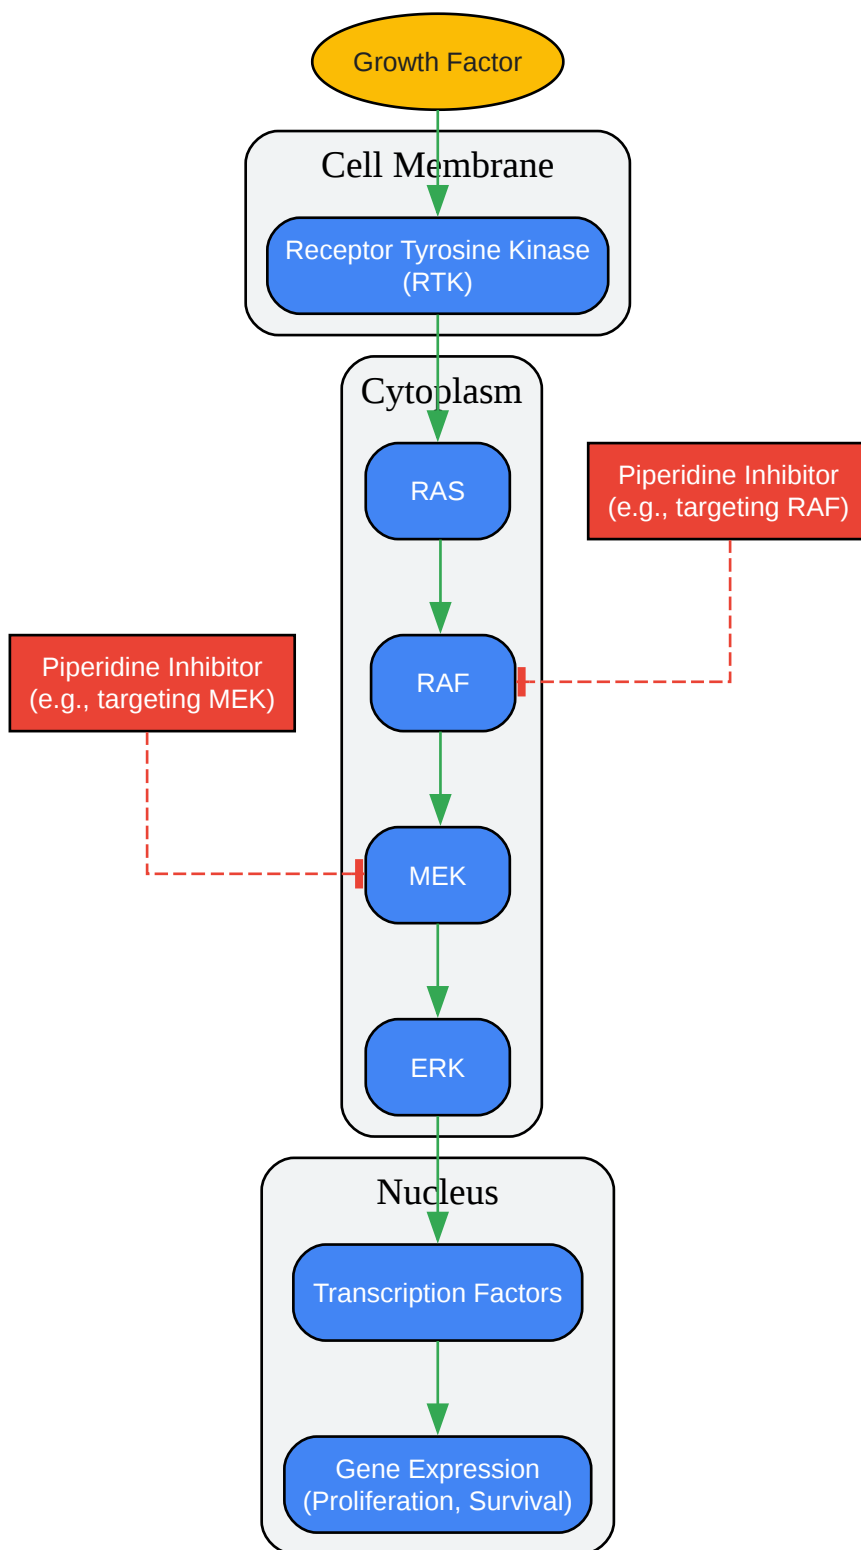 Growth Factor
Cell Membrane
Receptor Tyrosine Kinase
(RTK)
Cytoplasm
RAS
Piperidine Inhibitor
(e.g., targeting RAF)
Piperidine Inhibitor
(e.g., targeting MEK)
RAF
MEK
ERK
Nucleus
Transcription Factors
Gene Expression
(Proliferation, Survival)